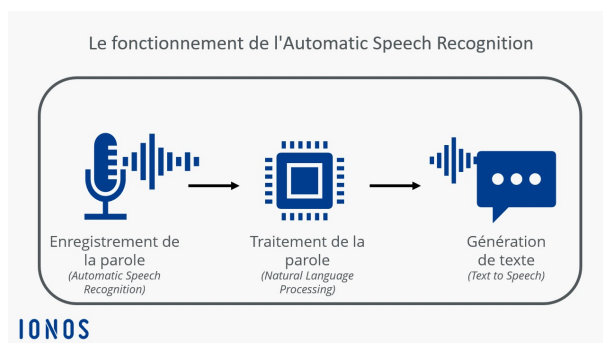 Le fonctionnement de l'Automatic Speech Recognition
Enregistrement de
la parole
(Automatic Speech
Recognition)
Traitement de la
parole
(Natural Language
Processing)
Génération
de texte
(Text to Speech)
IONOS